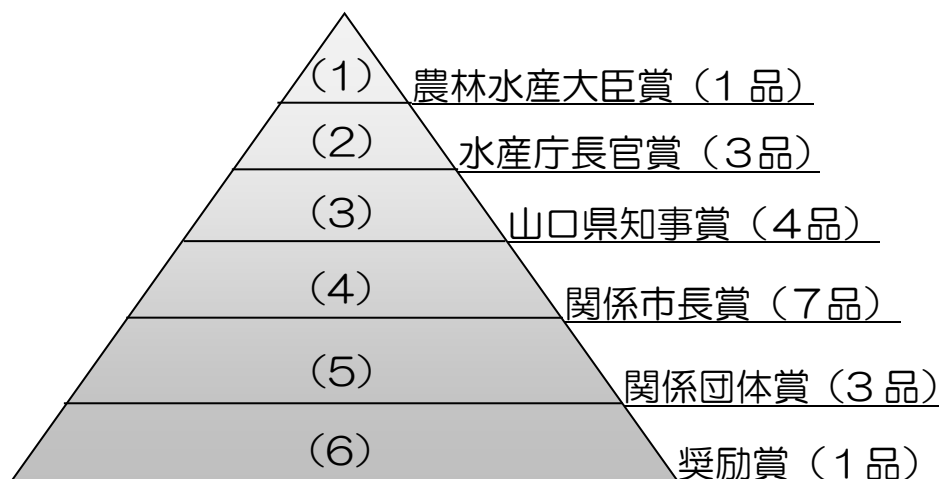 (1) 農林水産大臣賞（1品）
(2) 水産庁長官賞（3品）
(3) 山口県知事賞（4品）
(4) 関係市長賞（7品）
(5) 関係団体賞（3品）
(6) 奨励賞（1品）